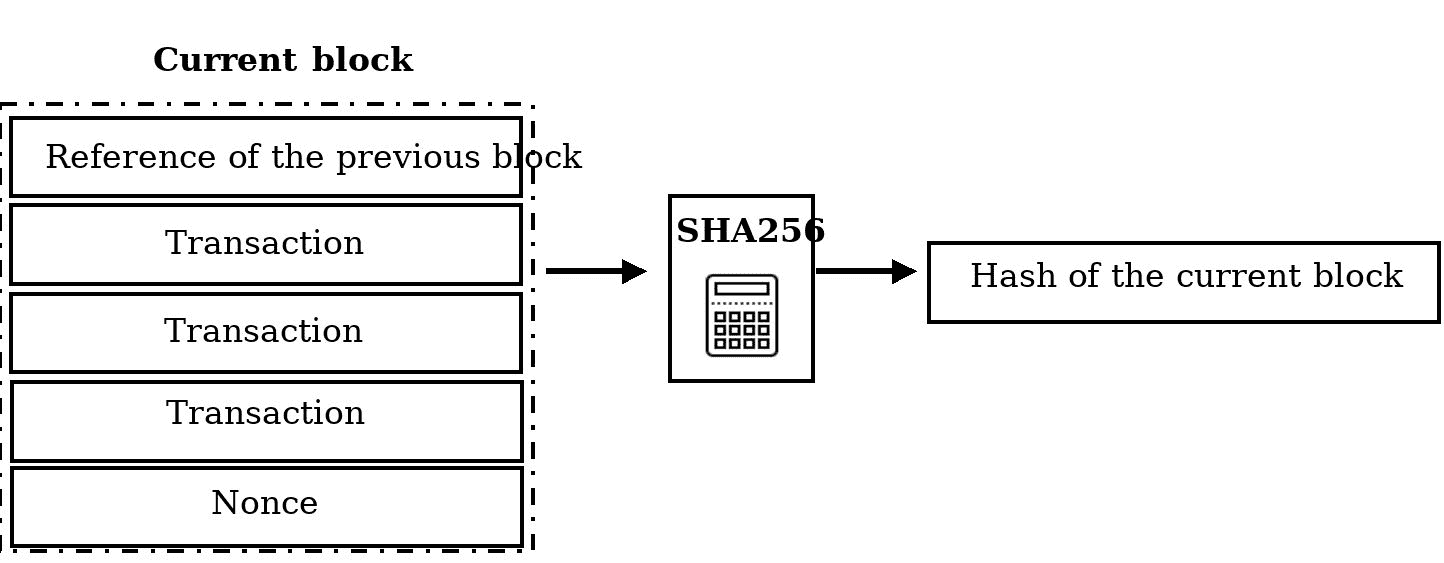 Current block
Reference of the previous block
Transaction
Transaction
Transaction
Nonce
SHA256
Hash of the current block